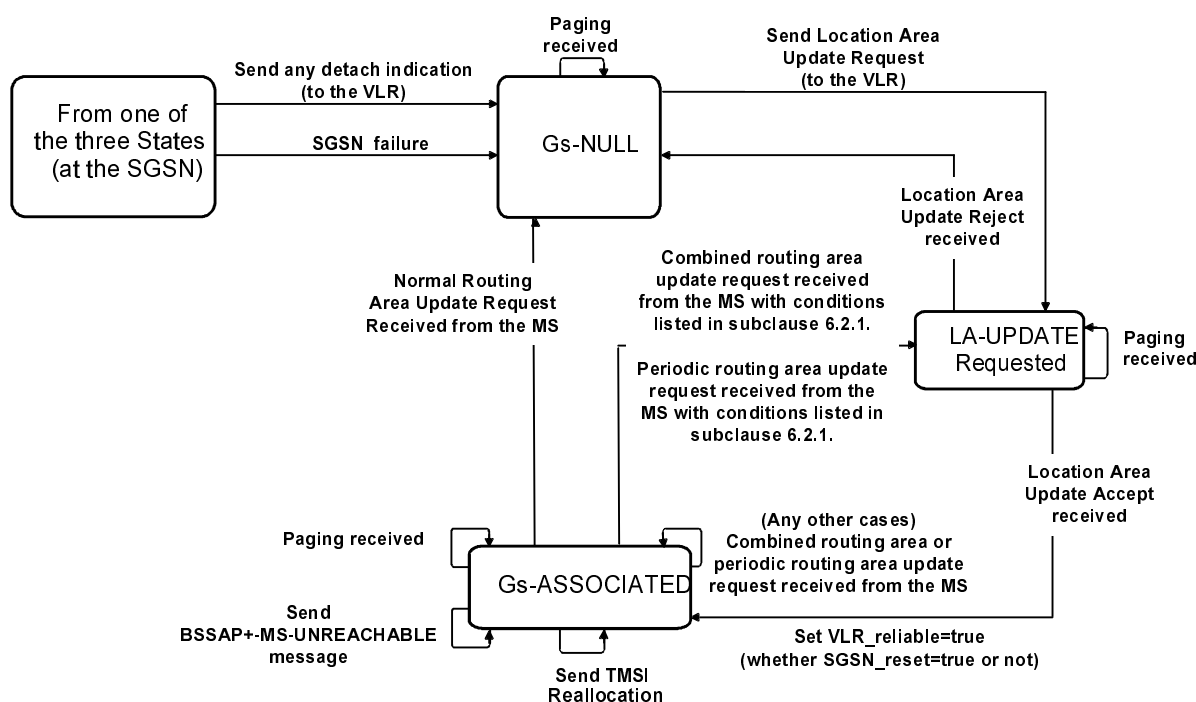 Paging
received
Send Location Area
Update Request
(to the VLR)
Send any detach indication
(to the VLR)
From one of
the three States
(at the SGSN)
SGSN failure
Gs-NULL
Location Area
Update Reject
received
Normal Routing
Area Update Request
Received from the MS
Combined routing area
update request received
from the MS with conditions
listed in subclause 6.2.1.
LA-UPDATE
Requested
Paging
received
Periodic routing area update
request received from the
MS with conditions listed in
subclause 6.2.1.
Location Area
Update Accept
received
Paging received
(Any other cases)
Combined routing area or
periodic routing area update
request received from the MS
Gs-ASSOCIATED
Send
BSSAP+-MS-UNREACHABLE
message
Set VLR_reliable=true
(whether SGSN_reset=true or not)
Send TMSI
Reallocation